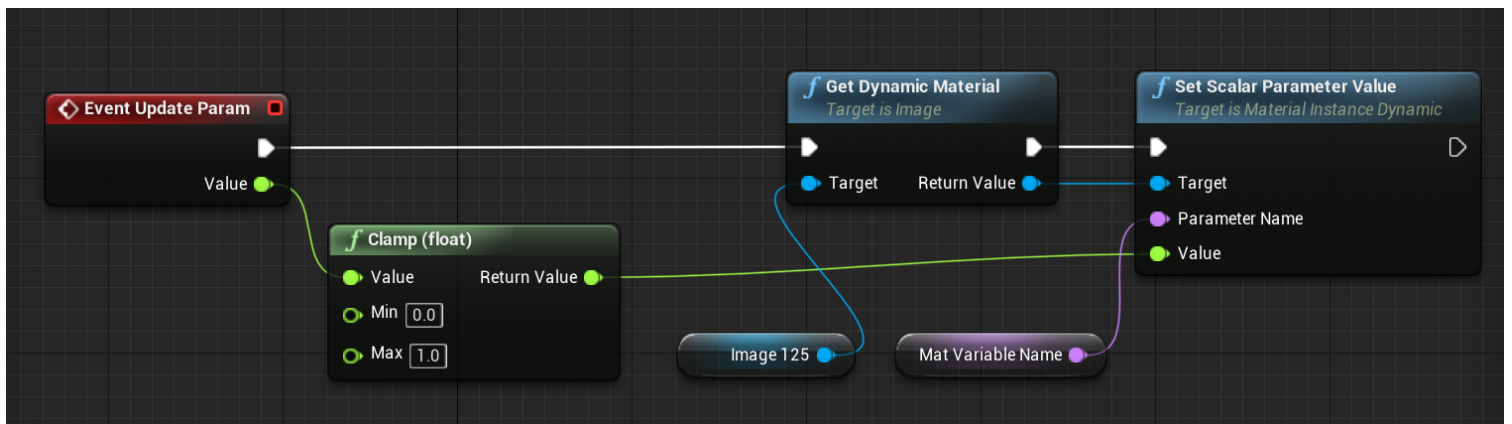 Event Update Param
Value
Clamp (float)
Value
Return Value
Min 0.0
Max 1.0
Get Dynamic Material
Target is Image
Target
Return Value
Image 125
Mat Variable Name
Set Scalar Parameter Value
Target is Material Instance Dynamic
Target
Parameter Name
Value